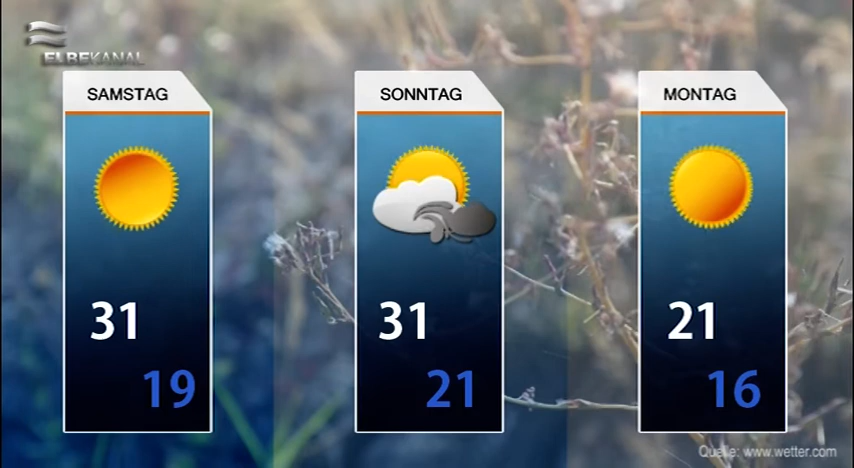 ELBEKANAL
SAMSTAG
31
19
SONNTAG
31
21
MONTAG
21
16
Quelle: www.wetter.com